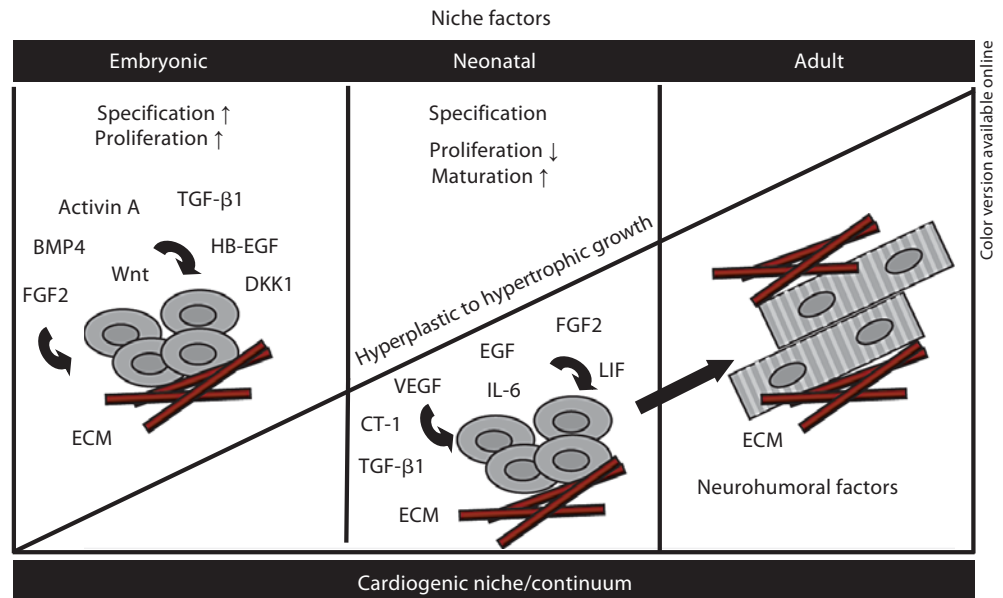 Niche factors
Embryonic
Neonatal
Adult
Specification ↑
Proliferation ↑
Activin A
TGF-β1
BMP4
HB-EGF
Wnt
DKK1
FGF2
ECM
Specification
Proliferation ↓
Maturation ↑
Hyperplastic to hypertrophic growth
FGF2
EGF
LIF
VEGF
IL-6
CT-1
TGF-β1
ECM
ECM
Neurohumoral factors
Cardiogenic niche/continuum
Color version available online